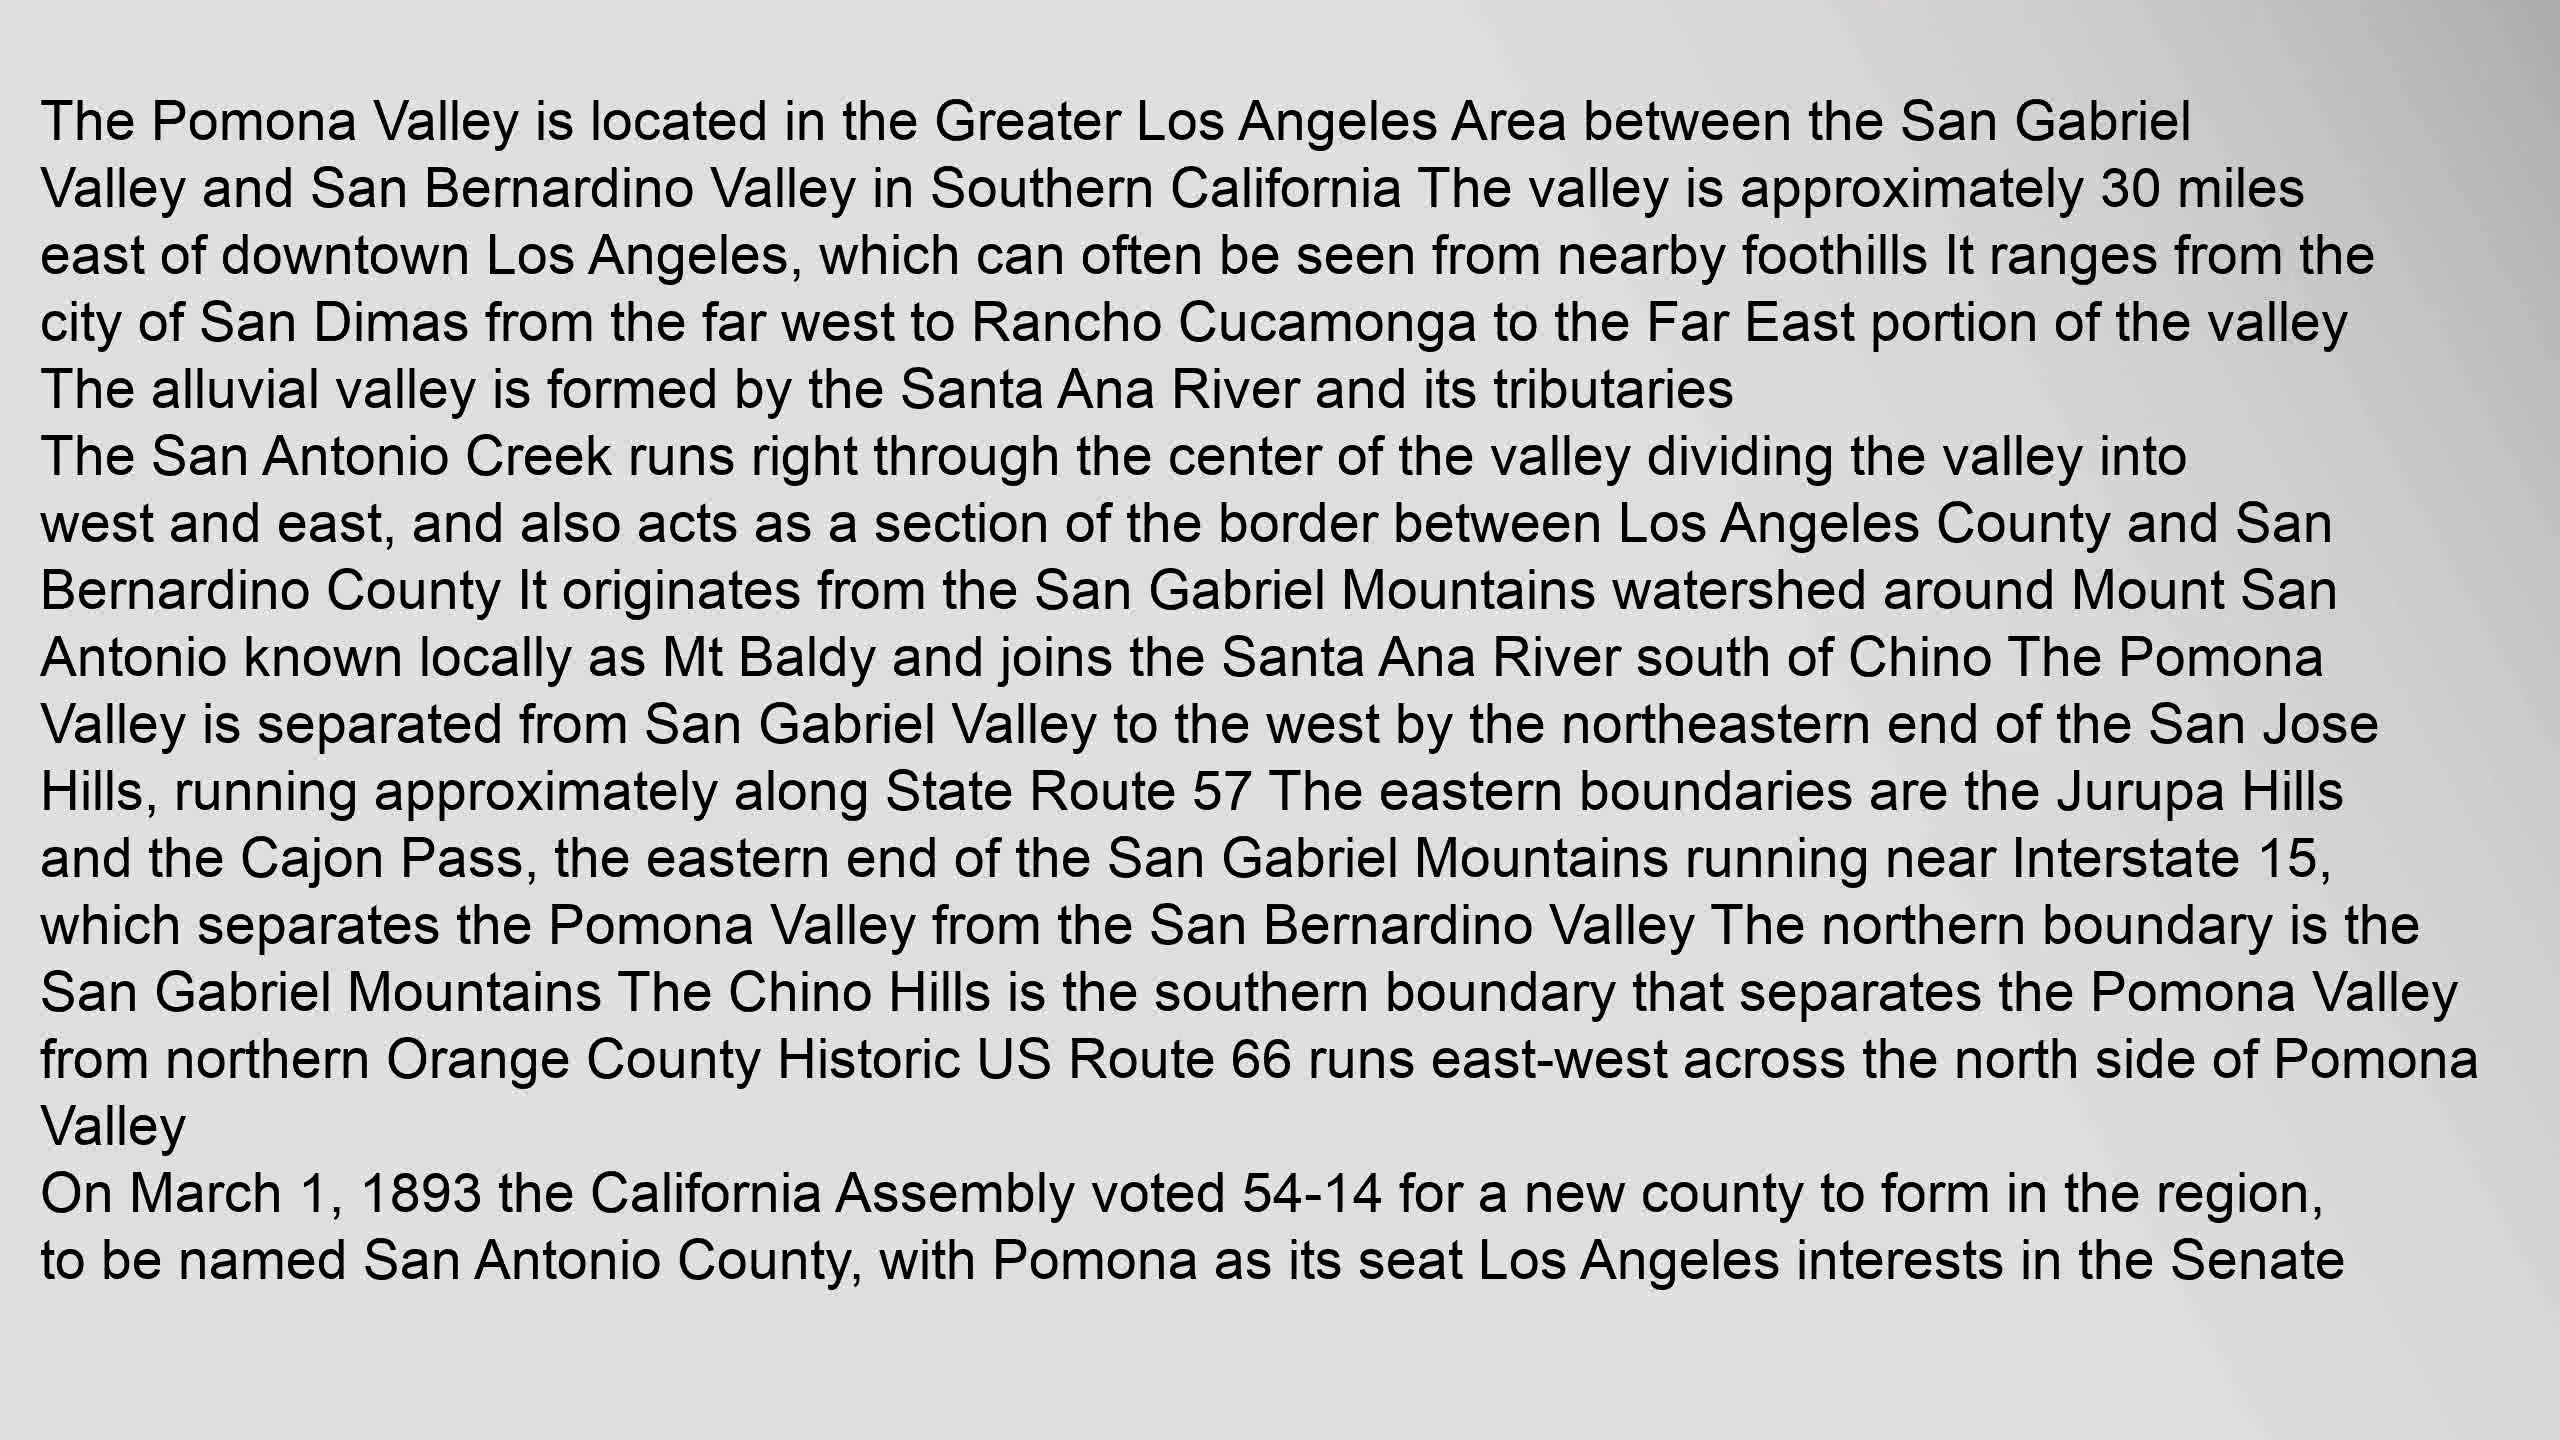 The Pomona Valley is located in the Greater Los Angeles Area between the San Gabriel
Valley and San Bernardino Valley in Southern California The valley is approximately 30 miles
east of downtown Los Angeles, which can often be seen from nearby foothills It ranges from the
city of San Dimas from the far west to Rancho Cucamonga to the Far East portion of the valley
The alluvial valley is formed by the Santa Ana River and its tributaries
The San Antonio Creek runs right through the center of the valley dividing the valley into
west and east, and also acts as a section of the border between Los Angeles County and San
Bernardino County It originates from the San Gabriel Mountains watershed around Mount San
Antonio known locally as Mt Baldy and joins the Santa Ana River south of Chino The Pomona
Valley is separated from San Gabriel Valley to the west by the northeastern end of the San Jose
Hills, running approximately along State Route 57 The eastern boundaries are the Jurupa Hills
and the Cajon Pass, the eastern end of the San Gabriel Mountains running near Interstate 15,
which separates the Pomona Valley from the San Bernardino Valley The northern boundary is the
San Gabriel Mountains The Chino Hills is the southern boundary that separates the Pomona Valley
from northern Orange County Historic US Route 66 runs east-west across the north side of Pomona
Valley
On March 1, 1893 the California Assembly voted 54-14 for a new county to form in the region,
to be named San Antonio County, with Pomona as its seat Los Angeles interests in the Senate